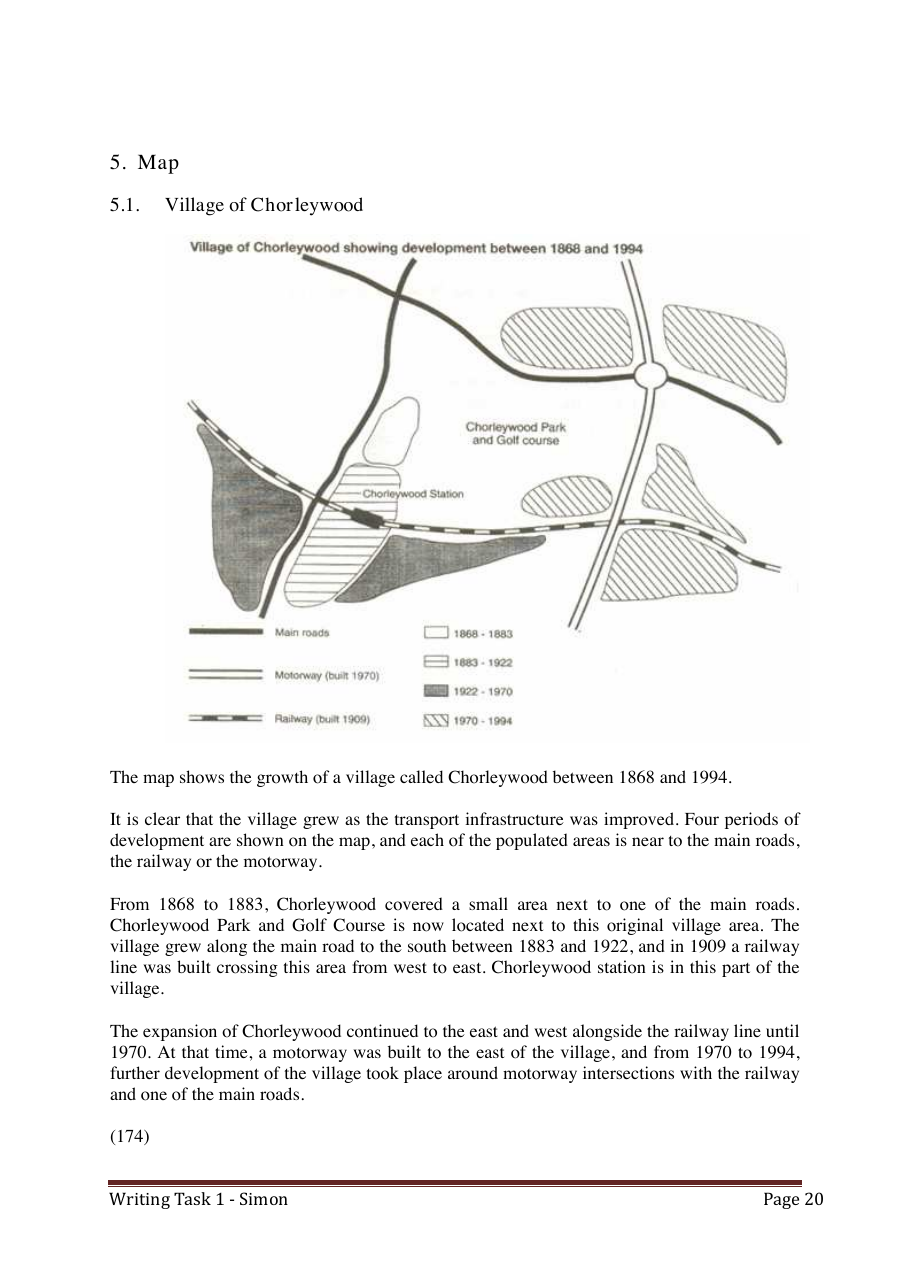 5. Map
5.1. Village of Chorleywood
Village of Chorleywood showing development between 1868 and 1994
Chorleywood Park
and Golf course
Chorleywood Station
Main roads
Motorway (built 1970)
Railway (built 1909)
1868 - 1883
1883 - 1922
1922 - 1970
1970 - 1994
The map shows the growth of a village called Chorleywood between 1868 and 1994.
It is clear that the village grew as the transport infrastructure was improved. Four periods of
development are shown on the map, and each of the populated areas is near to the main roads,
the railway or the motorway.
From 1868 to 1883, Chorleywood covered a small area next to one of the main roads.
Chorleywood Park and Golf Course is now located next to this original village area. The
village grew along the main road to the south between 1883 and 1922, and in 1909 a railway
line was built crossing this area from west to east. Chorleywood station is in this part of the
village.
The expansion of Chorleywood continued to the east and west alongside the railway line until
1970. At that time, a motorway was built to the east of the village, and from 1970 to 1994,
further development of the village took place around motorway intersections with the railway
and one of the main roads.
(174)
Writing Task 1 - Simon Page 20